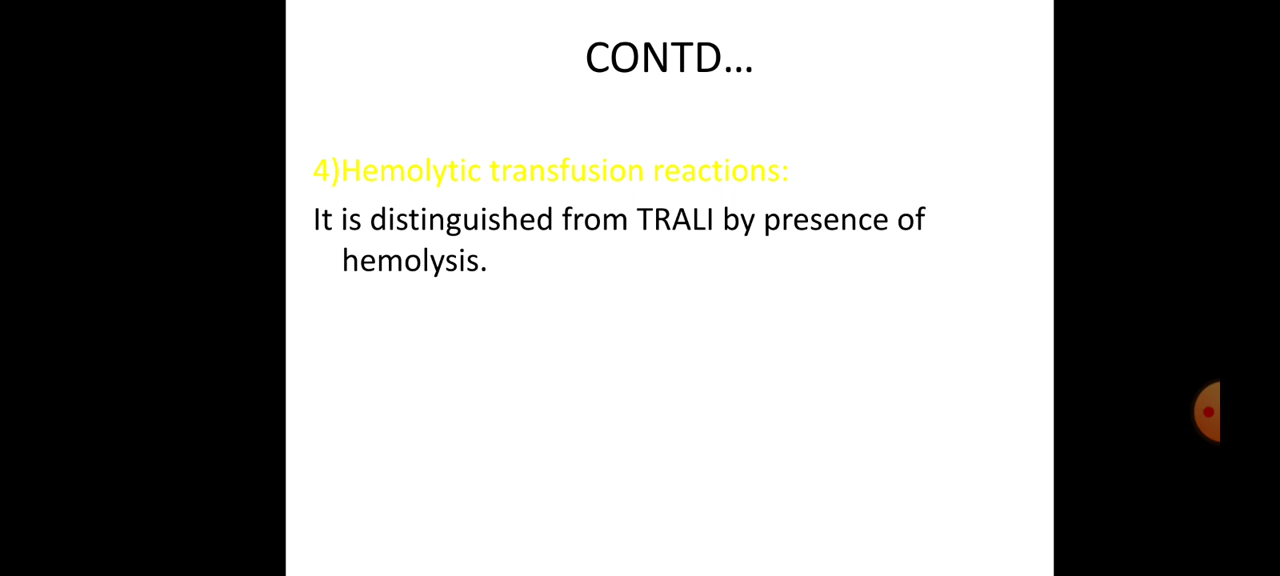 CONTD...
4)Hemolytic transfusion reactions:
It is distinguished from TRALI by presence of
hemolysis.